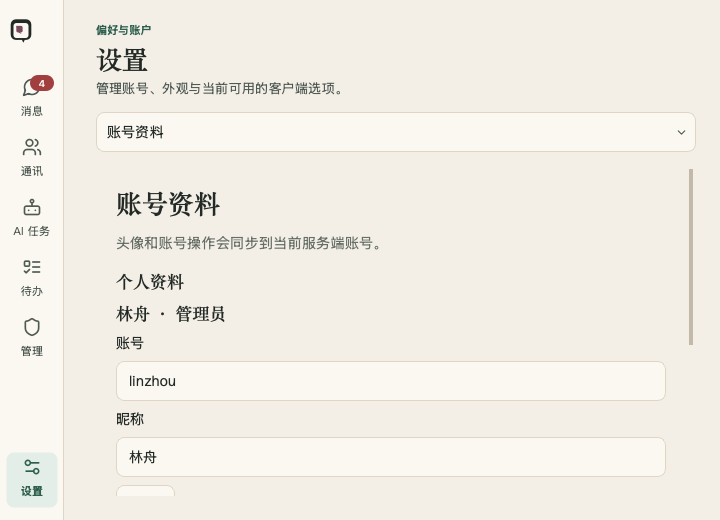 4
消息
通讯
AI 任务
待办
管理
设置
偏好与账户
设置
管理账号、外观与当前可用的客户端选项。
账号资料
账号资料
头像和账号操作会同步到当前服务端账号。
个人资料
林舟 · 管理员
账号
linzhou
昵称
林舟